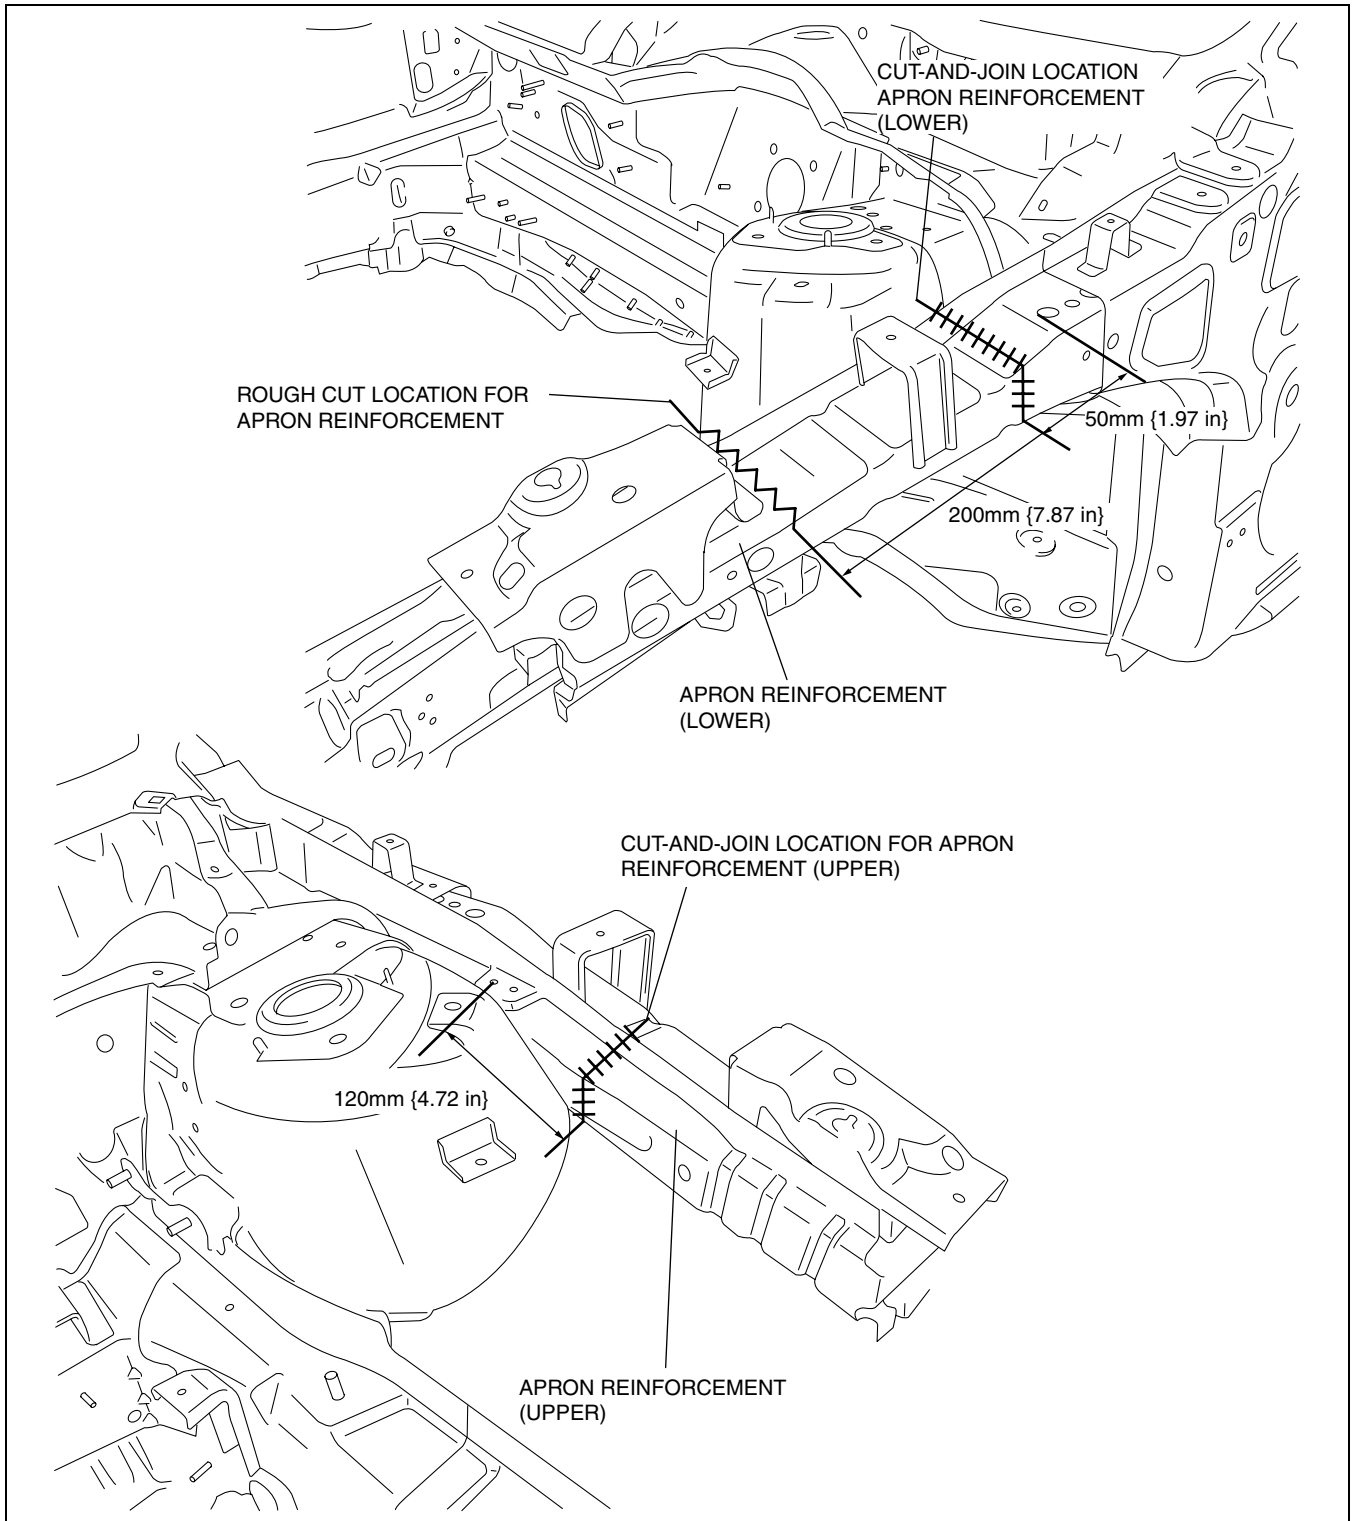 CUT-AND-JOIN LOCATION
APRON REINFORCEMENT
(LOWER)
ROUGH CUT LOCATION FOR
APRON REINFORCEMENT
50mm {1.97 in}
200mm {7.87 in}
APRON REINFORCEMENT
(LOWER)
CUT-AND-JOIN LOCATION FOR APRON
REINFORCEMENT (UPPER)
120mm {4.72 in}
APRON REINFORCEMENT
(UPPER)